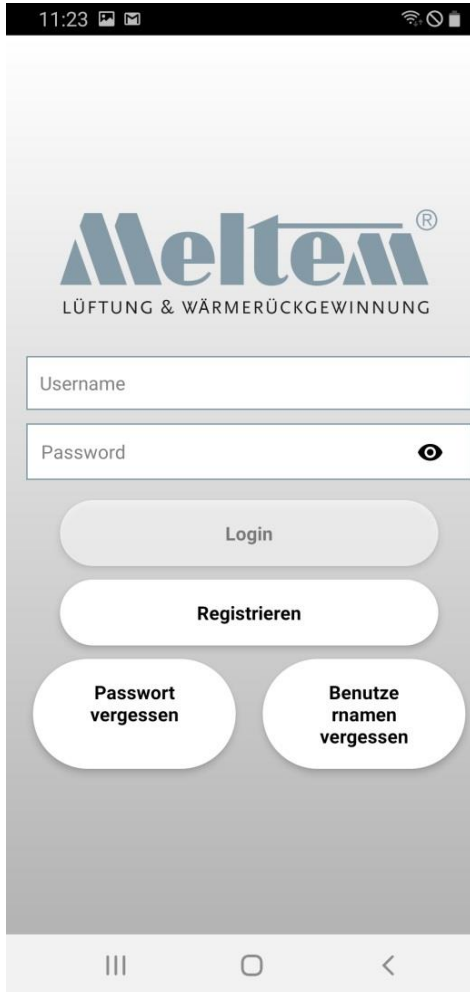 11:23
Meltem®
LÜFTUNG & WÄRMERÜCKGEWINNUNG
Username
Password
Login
Registrieren
Passwort
vergessen
Benutze
rnamen
vergessen